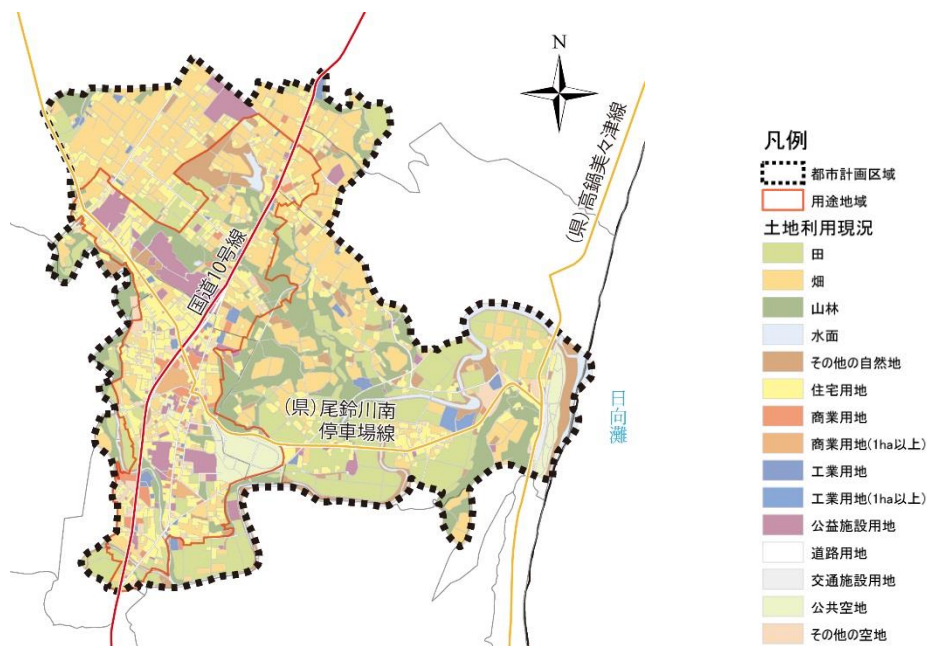 N
(県)高鍋美々津線
国道10号線
(県)尾鈴川南
停車場線
日向灘
凡例
都市計画区域
用途地域
土地利用現況
田
畑
山林
水面
その他の自然地
住宅用地
商業用地
商業用地(1ha以上)
工業用地
工業用地(1ha以上)
公益施設用地
道路用地
交通施設用地
公共空地
その他の空地